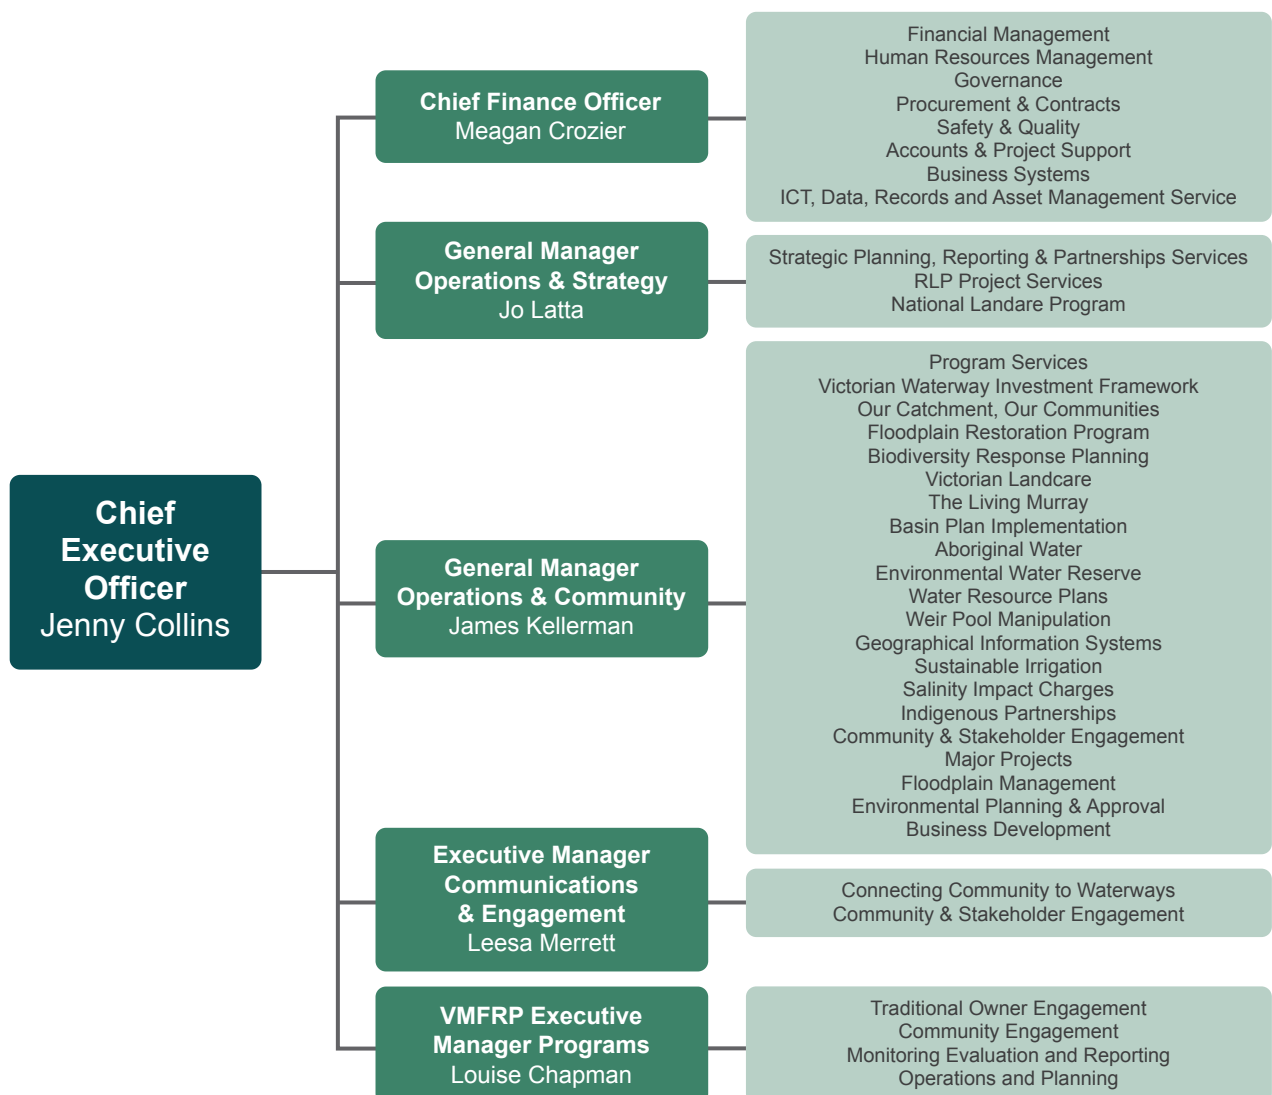 Chief
Executive
Officer
Jenny Collins
Chief Finance Officer
Meagan Crozier
Financial Management
Human Resources Management
Governance
Procurement & Contracts
Safety & Quality
Accounts & Project Support
Business Systems
ICT, Data, Records and Asset Management Service
General Manager
Operations & Strategy
Jo Latta
Strategic Planning, Reporting & Partnerships Services
RLP Project Services
National Landare Program
General Manager
Operations & Community
James Kellerman
Program Services
Victorian Waterway Investment Framework
Our Catchment, Our Communities
Floodplain Restoration Program
Biodiversity Response Planning
Victorian Landcare
The Living Murray
Basin Plan Implementation
Aboriginal Water
Environmental Water Reserve
Water Resource Plans
Weir Pool Manipulation
Geographical Information Systems
Sustainable Irrigation
Salinity Impact Charges
Indigenous Partnerships
Community & Stakeholder Engagement
Major Projects
Floodplain Management
Environmental Planning & Approval
Business Development
Executive Manager
Communications
& Engagement
Leesa Merrett
Connecting Community to Waterways
Community & Stakeholder Engagement
VMFRP Executive
Manager Programs
Louise Chapman
Traditional Owner Engagement
Community Engagement
Monitoring Evaluation and Reporting
Operations and Planning